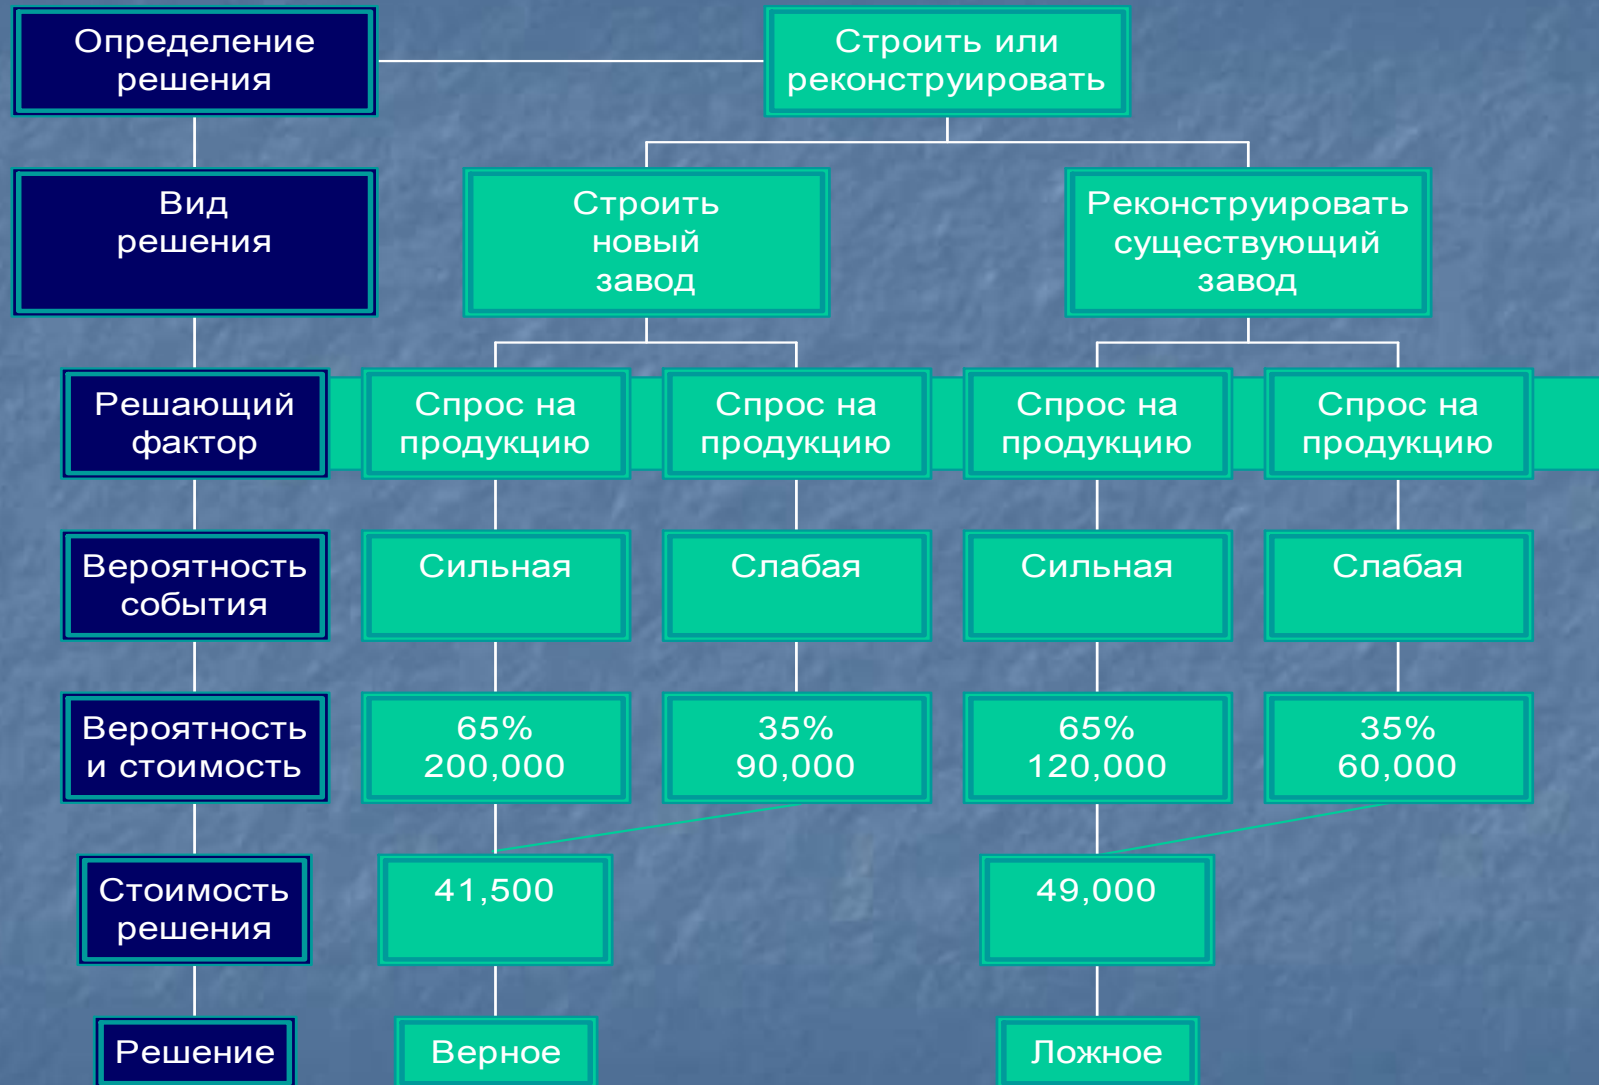 Определение
решения
Строить или
реконструировать
Вид
решения
Строить
новый
завод
Реконструировать
существующий
завод
Решающий
фактор
Спрос на
продукцию
Спрос на
продукцию
Спрос на
продукцию
Спрос на
продукцию
Вероятность
события
Сильная
Слабая
Сильная
Слабая
Вероятность
и стоимость
65%
200,000
35%
90,000
65%
120,000
35%
60,000
Стоимость
решения
41,500
49,000
Решение
Верное
Ложное